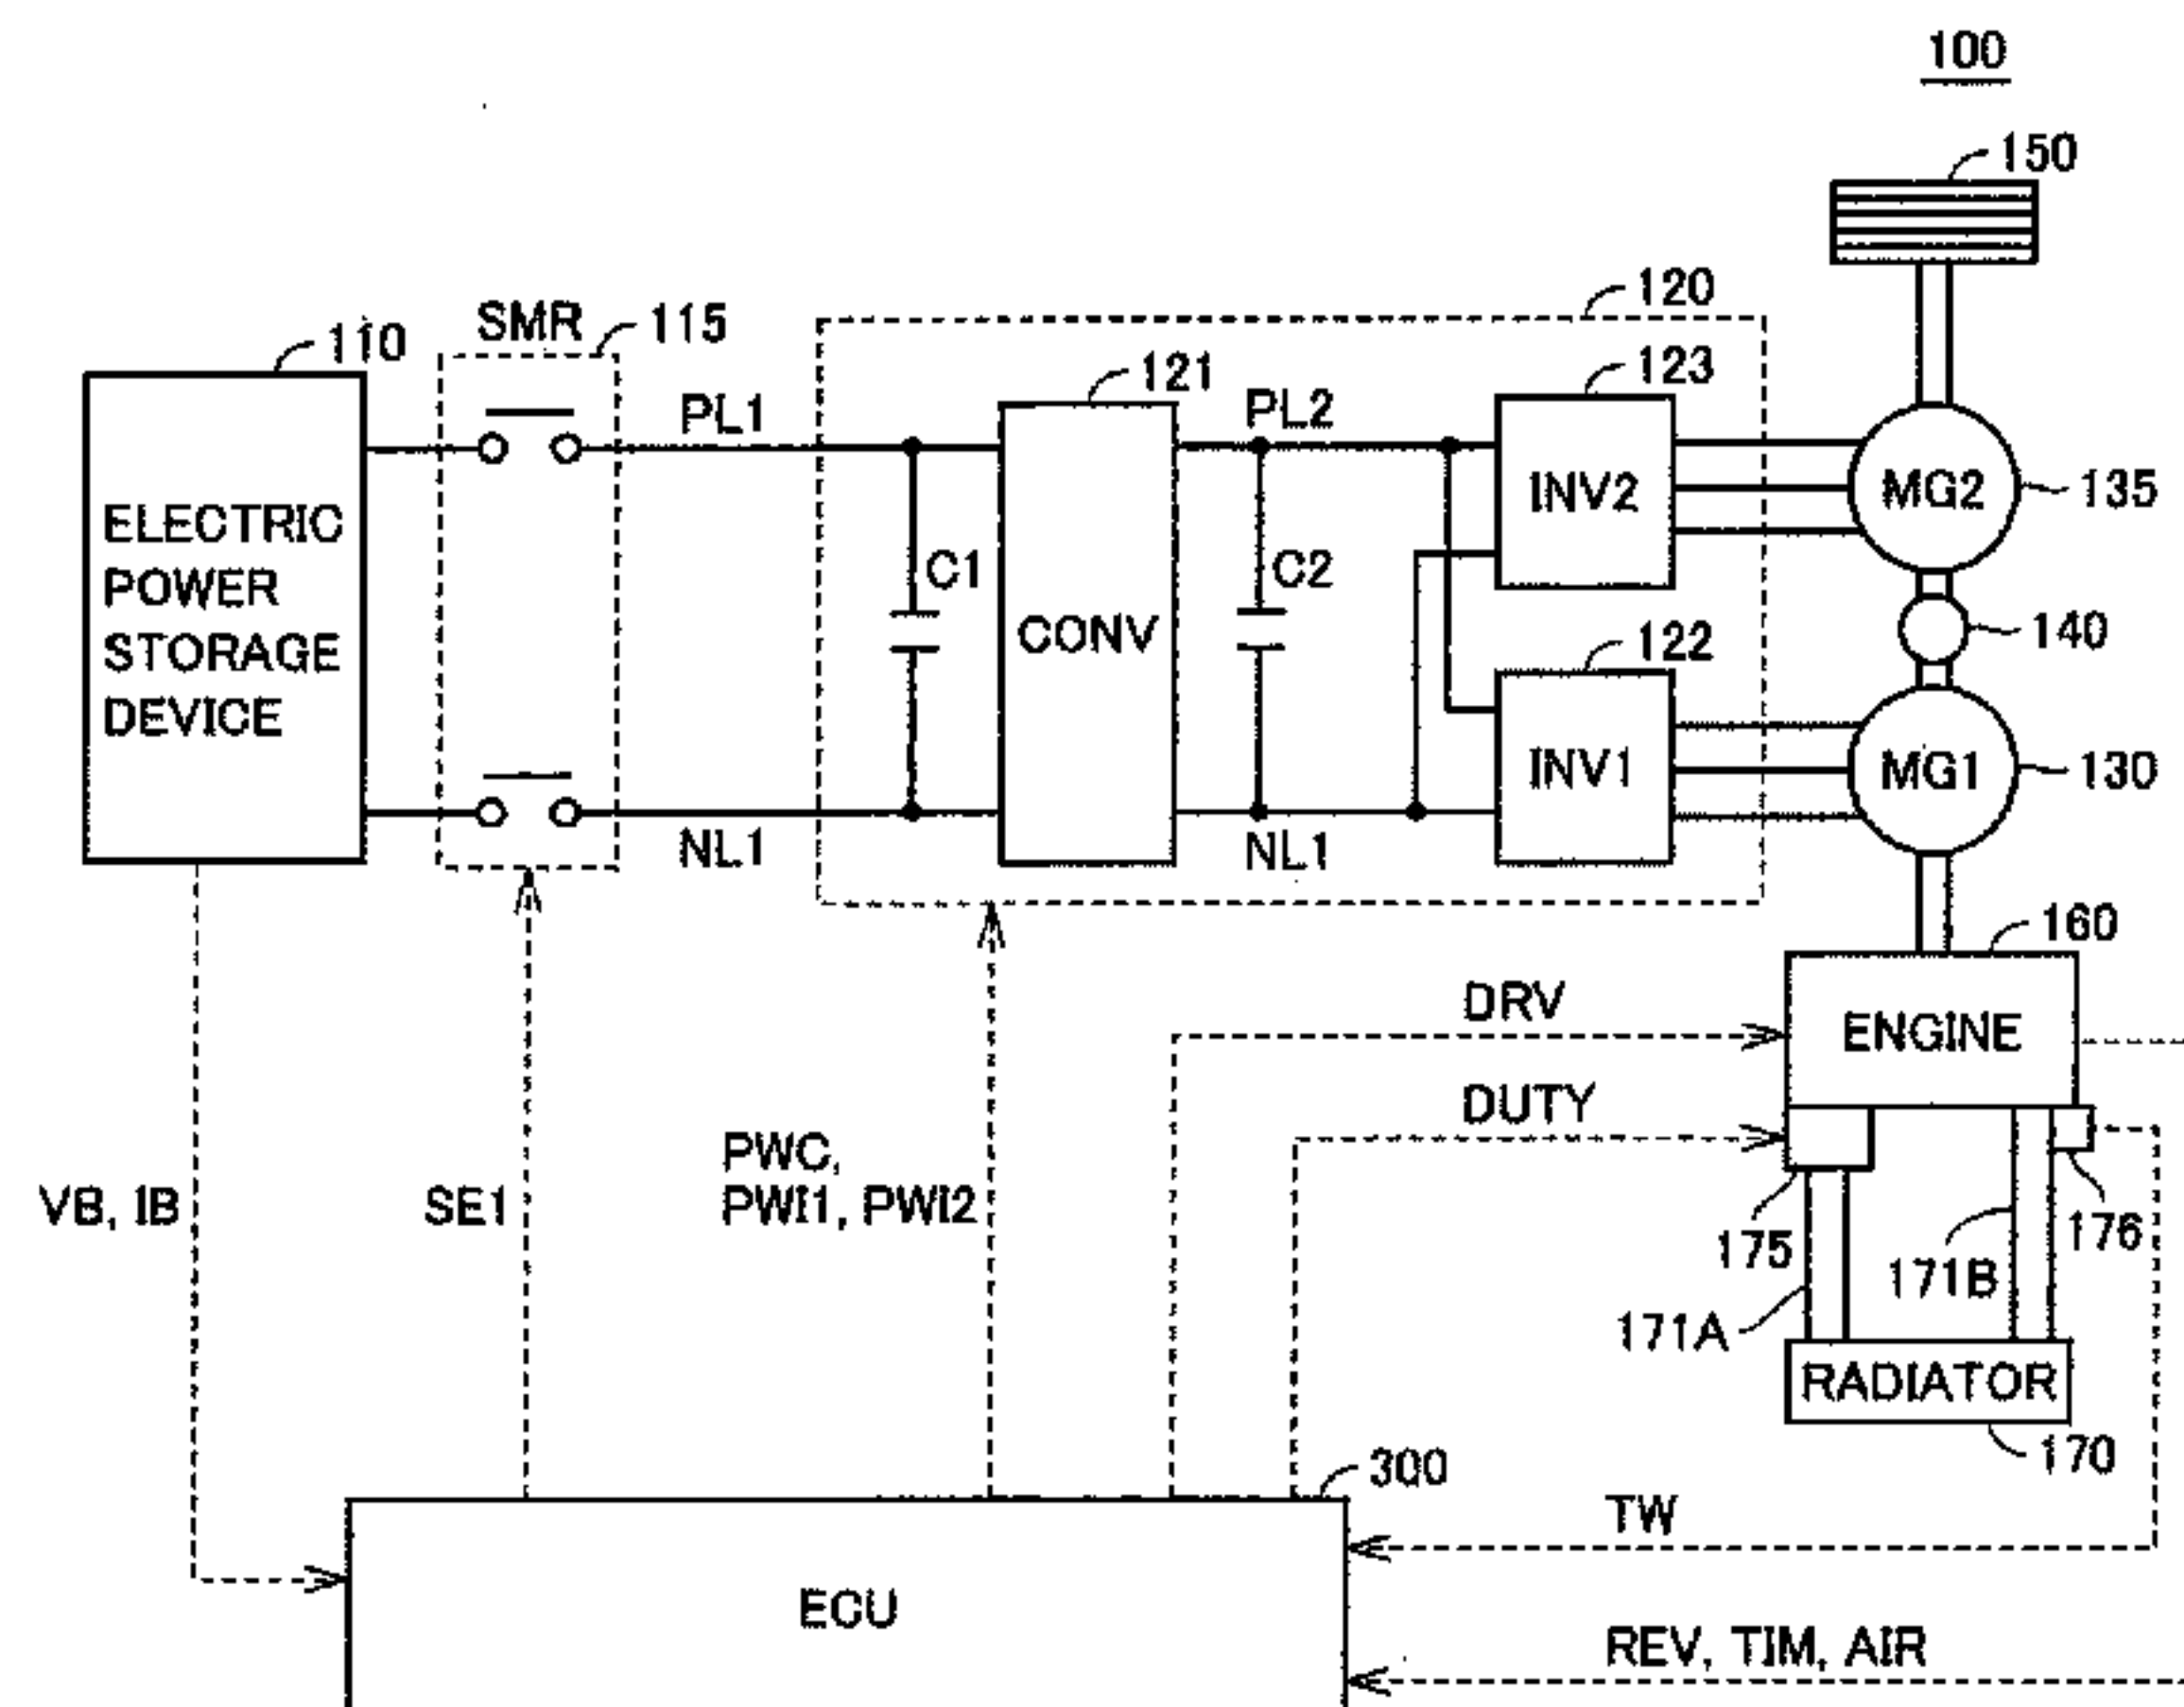 100
150
120
SMR
115
110
121
PL2
123
PL1
INV2
MG2
135
ELECTRIC
POWER
STORAGE
DEVICE
C1
CONV
C2
140
122
INV1
MG1
130
NL1
NL1
160
DRV
ENGINE
DUTY
PWC,
PWI1, PWI2
VB, IB
SE1
175
171B
176
171A
RADIATOR
170
300
TW
ECU
REV, TIM, AIR